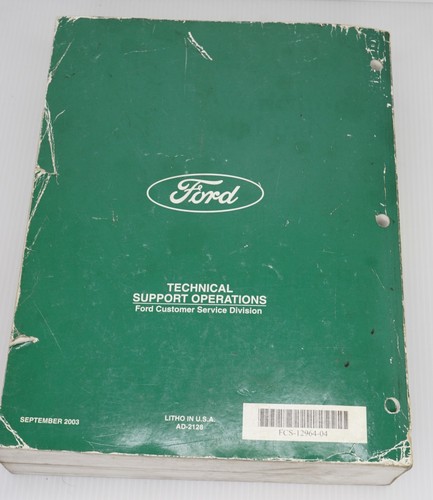 Ford
TECHNICAL
SUPPORT OPERATIONS
Ford Customer Service Division
SEPTEMBER 2003
LITHO IN U.S.A.
AD-2128
FCS-12964-04